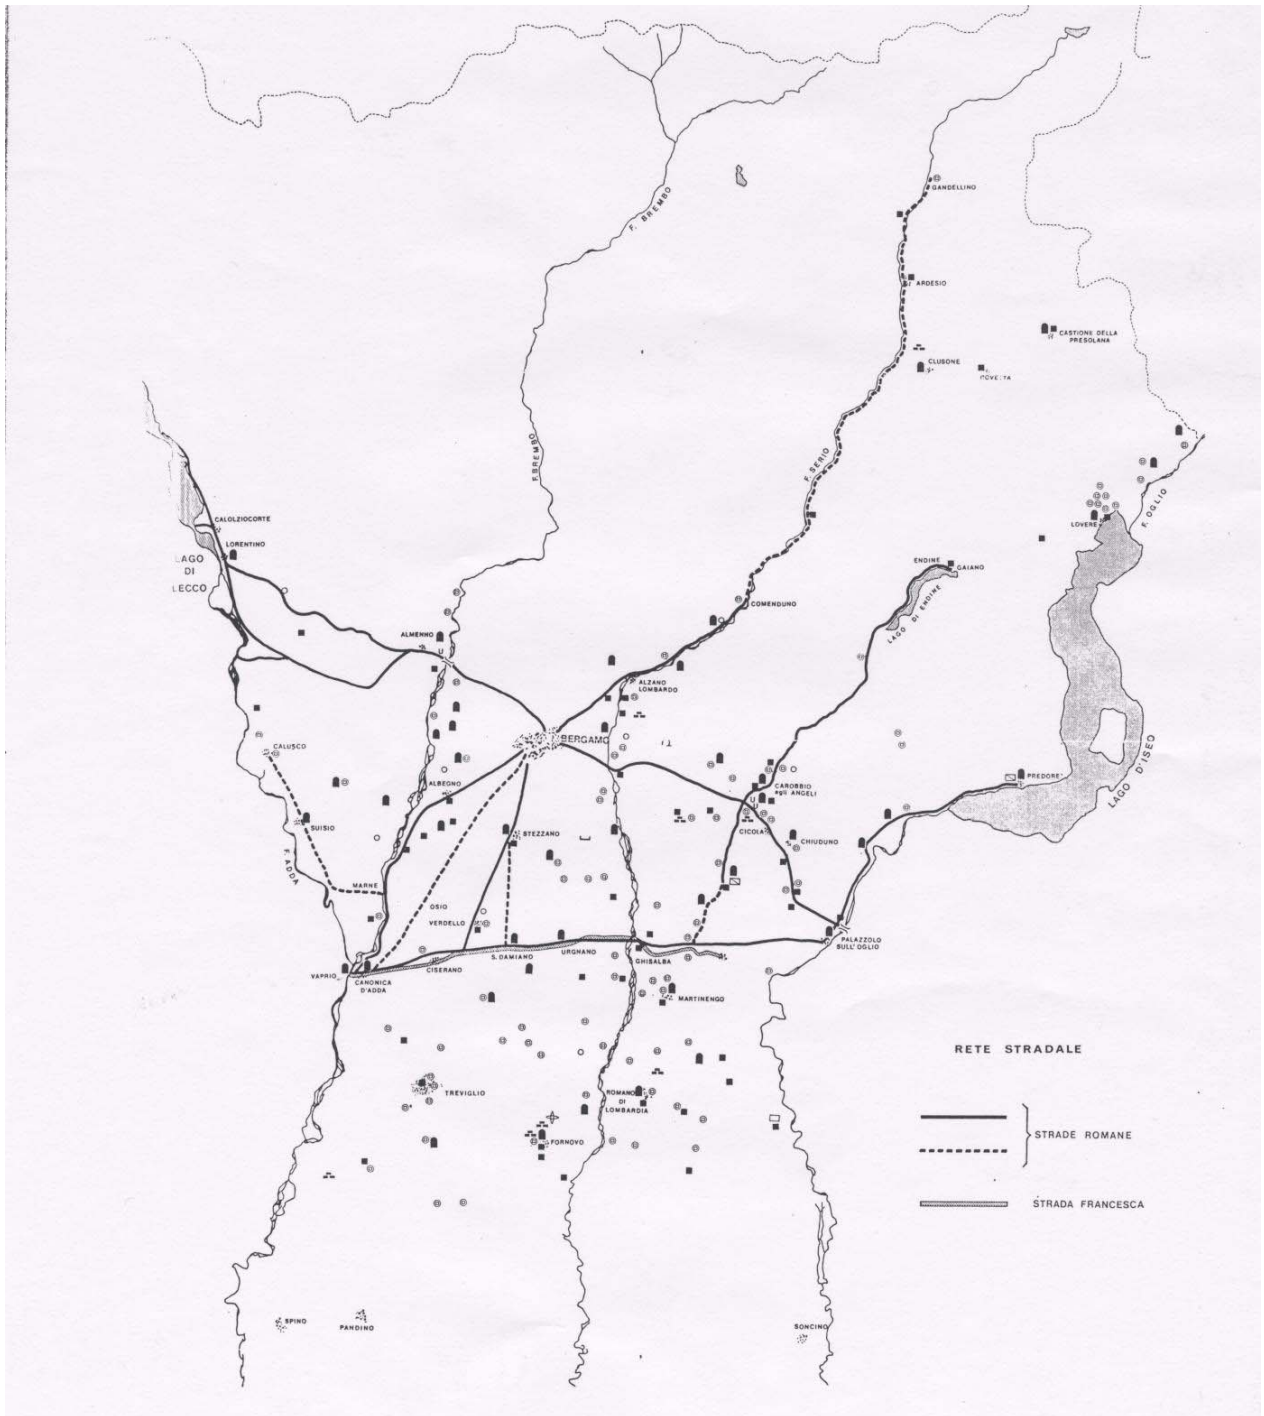 F. BREMBO
GANDELLINO
ARDESIO
CASTIONE DELLA
PRESOLANA
CLUSONE
F. BREMBO
F. SERIO
F. OGLIO
LOVERE
CALOLZIOCORTE
LORENTINO
LAGO
DI
LECCO
ENDINE
GAIANO
LAGO DI ENDINE
COMENDUNO
ALMENNO
ALZANO
LOMBARDO
BERGAMO
CALUSCO
LAGO D'ISEO
PREDORE
ALBEGNO
CAROBBIO
egli ANGELI
CICOLA
CHIUDUNO
SUISIO
STEZZANO
F. ADDA
MARNE
OSIO
VERDELLO
PALAZZOLO
SULL'OGLIO
S. DAMIANO
URGNANO
GHISALBA
VAPRIO
CANONICA
D'ADDA
CISERANO
MARTINENGO
RETE STRADALE
TREVIGLIO
ROMANO
DI
LOMBARDIA
FORNOVO
STRADE ROMANE
STRADA FRANCESCA
SPINO
PANDINO
SONCINO